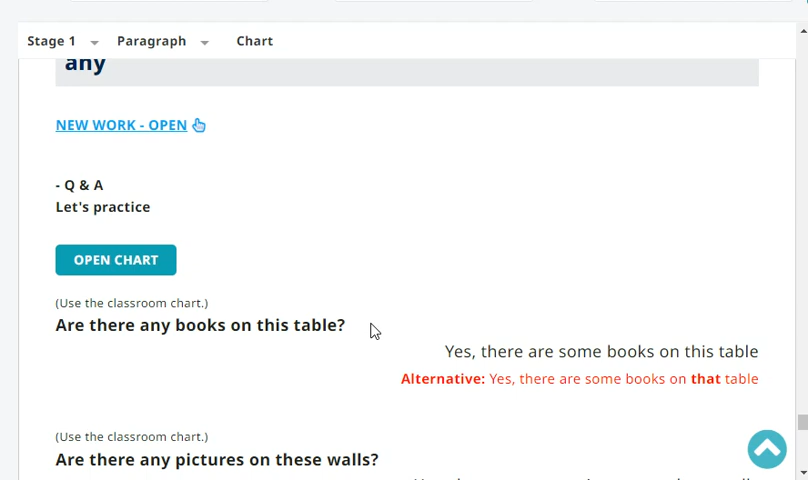 Stage 1 Paragraph Chart
any
NEW WORK - OPEN
- Q & A
Let's practice
OPEN CHART
(Use the classroom chart.)
Are there any books on this table?
Yes, there are some books on this table
Alternative: Yes, there are some books on that table
(Use the classroom chart.)
Are there any pictures on these walls?